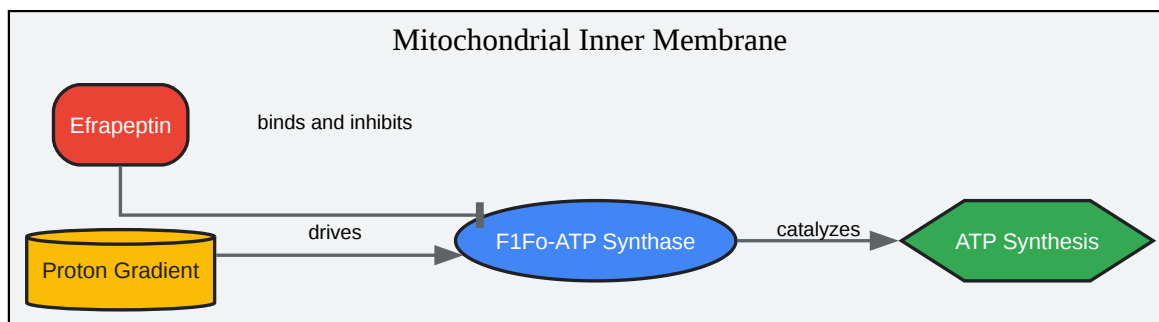 Mitochondrial Inner Membrane
Efrapeptin
binds and inhibits
drives
Proton Gradient
F1Fo-ATP Synthase
catalyzes
ATP Synthesis